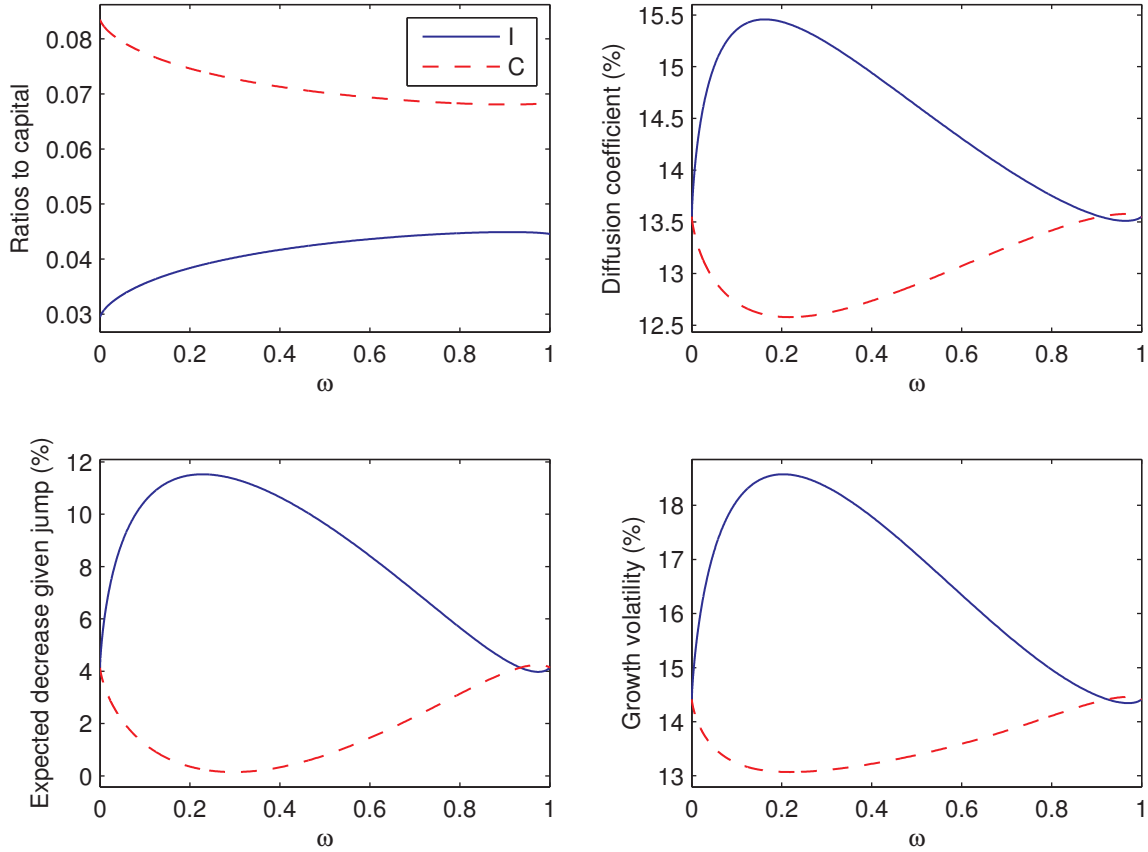 Ratios to capital
0.08
0.07
0.06
0.05
0.04
0.03
0 0.2 0.4 0.6 0.8 1
ω
I
C
Diffusion coefficient (%)
15.5
15
14.5
14
13.5
13
12.5
0 0.2 0.4 0.6 0.8 1
ω
Expected decrease given jump (%)
12
10
8
6
4
2
0
0 0.2 0.4 0.6 0.8 1
ω
Growth volatility (%)
18
17
16
15
14
13
0 0.2 0.4 0.6 0.8 1
ω